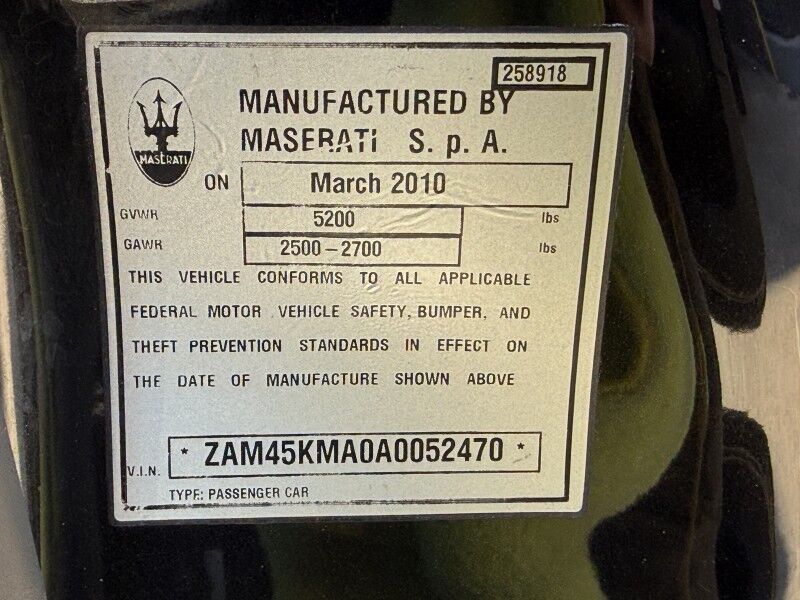 258918
MANUFACTURED BY
MASERATI S. p. A.
MASERATI
ON March 2010
GVWR 5200 lbs
GAWR 2500-2700 lbs
THIS VEHICLE CONFORMS TO ALL APPLICABLE
FEDERAL MOTOR VEHICLE SAFETY, BUMPER, AND
THEFT PREVENTION STANDARDS IN EFFECT ON
THE DATE OF MANUFACTURE SHOWN ABOVE
V.I.N. * ZAM45KMA0A0052470 *
TYPE: PASSENGER CAR